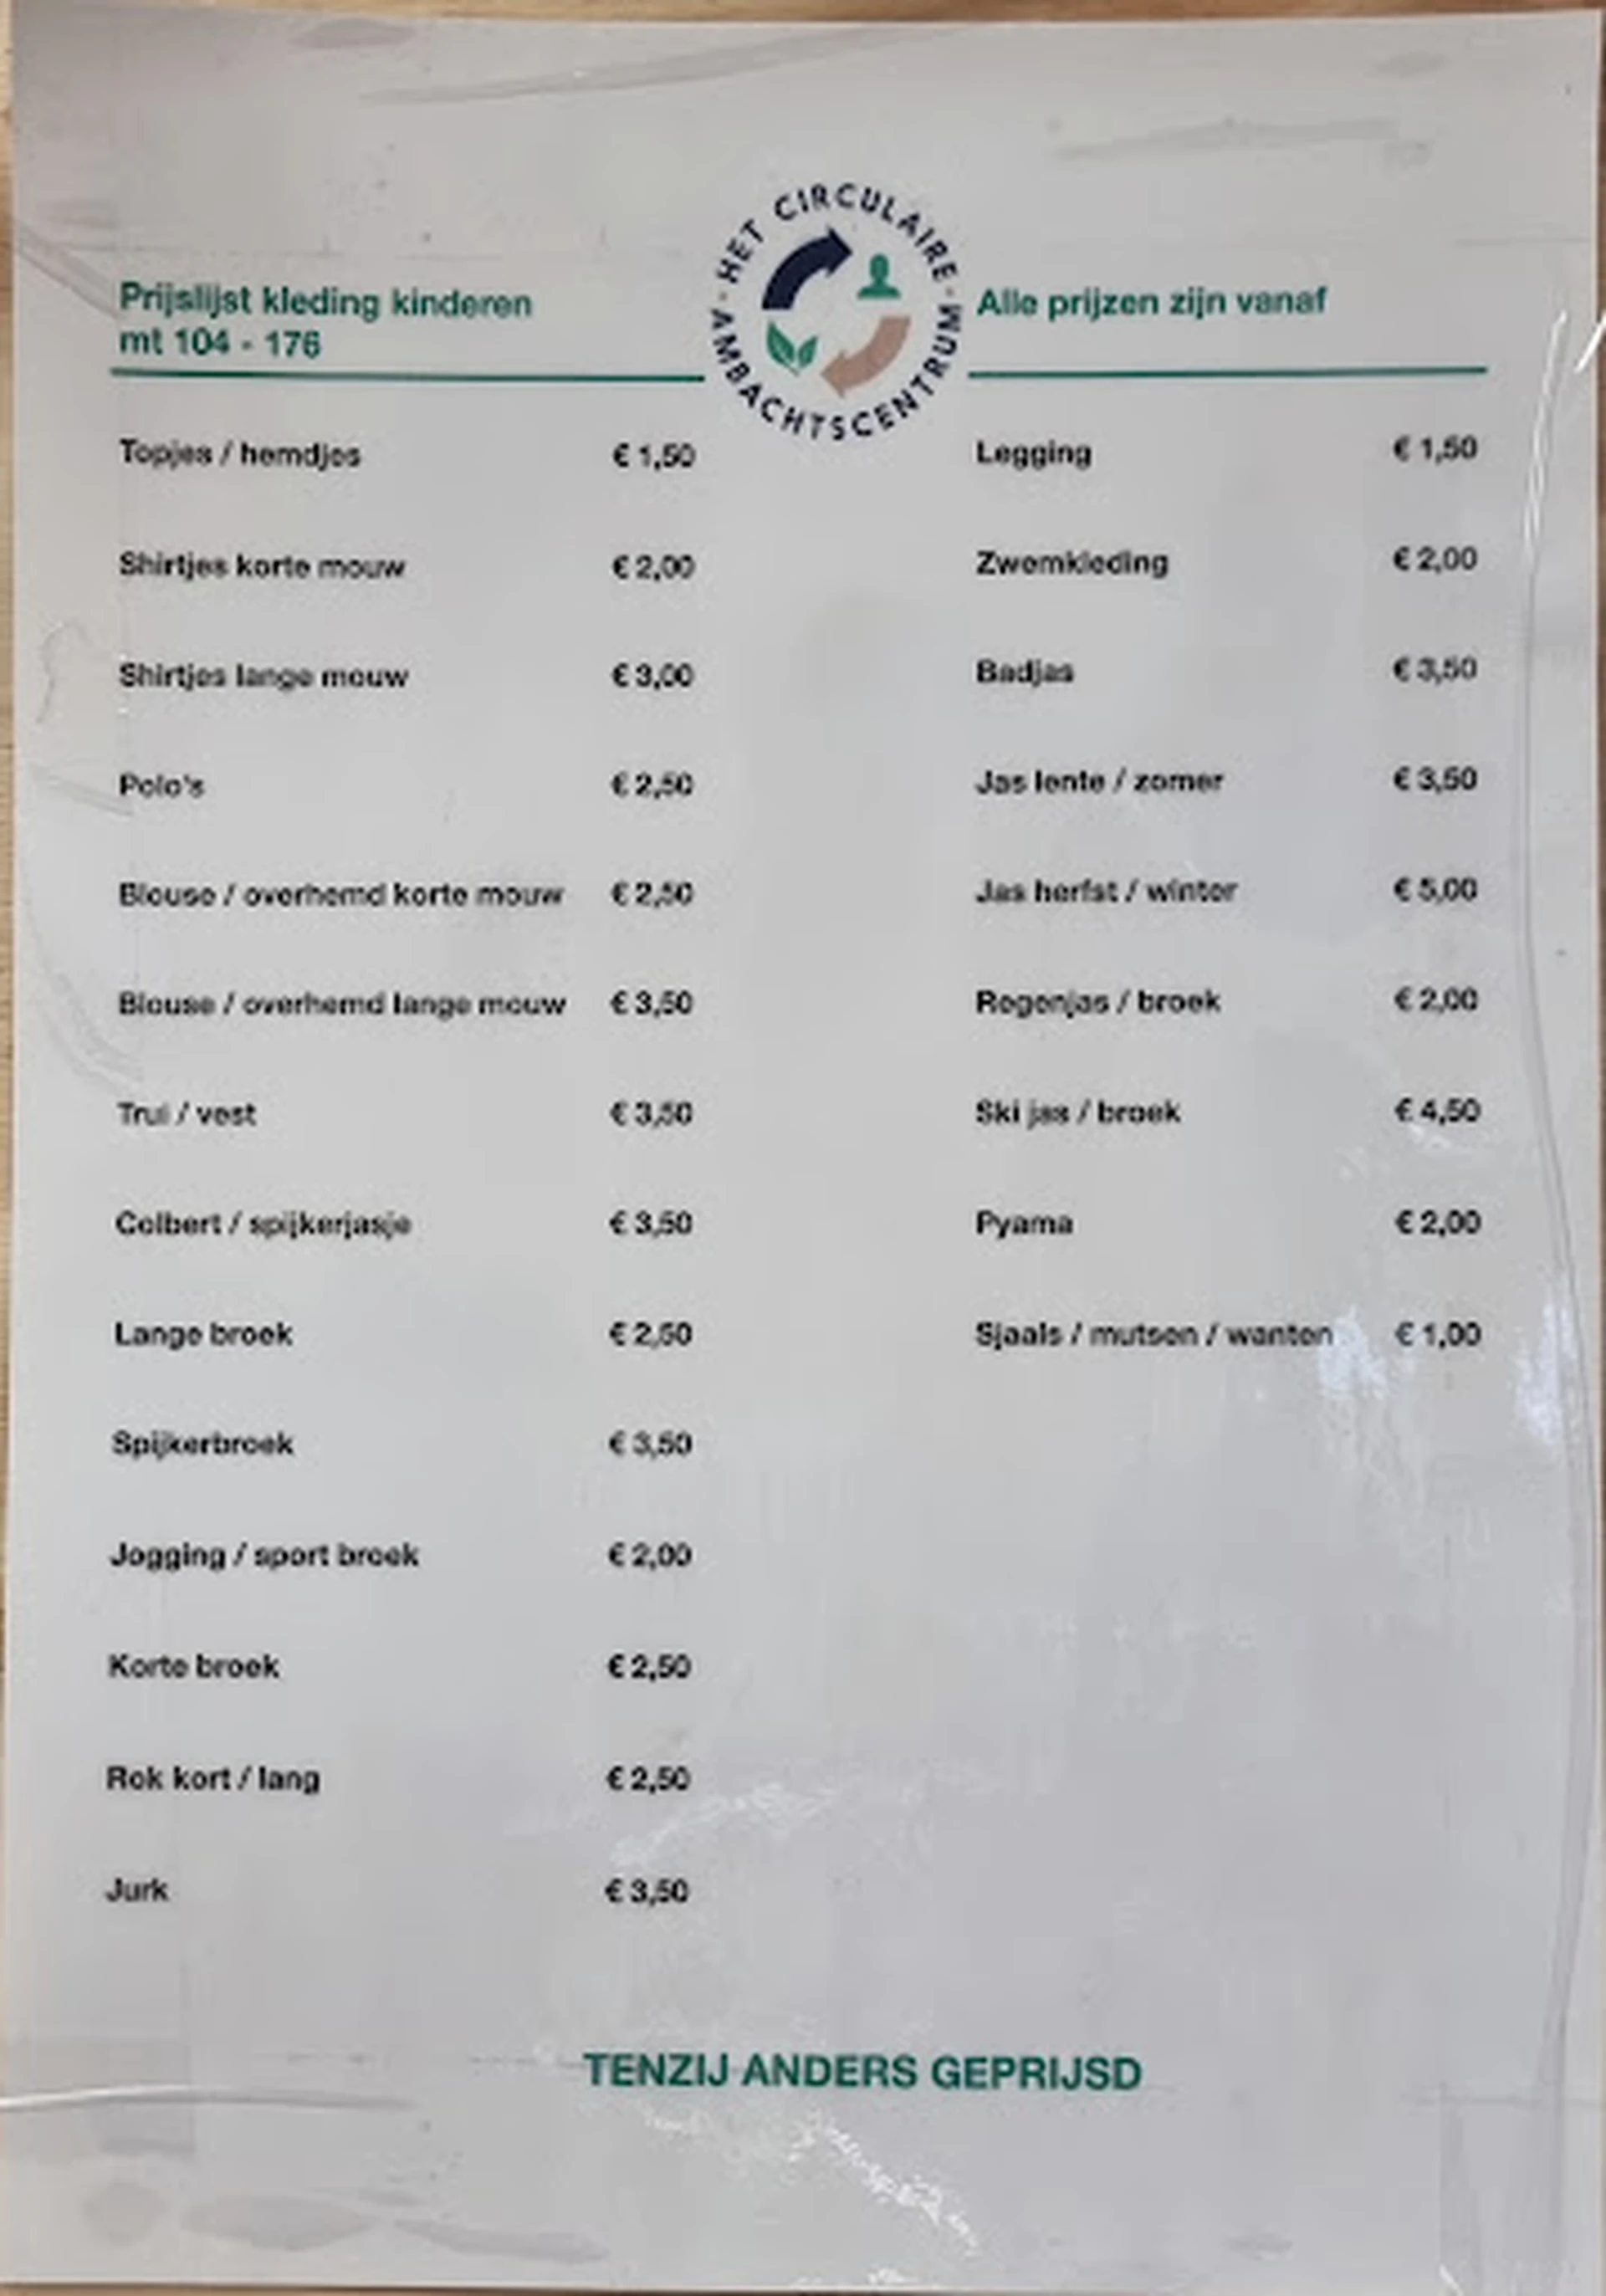 HET CIRCULAIRE
AMBACHTSCENTRUM
Prijslijst kleding kinderen
mt 104 - 176
Topjes / hemdjes € 1,50
Shirtjes korte mouw € 2,00
Shirtjes lange mouw € 3,00
Polo's € 2,50
Blouse / overhemd korte mouw € 2,50
Blouse / overhemd lange mouw € 3,50
Trui / vest € 3,50
Colbert / spijkerjasje € 3,50
Lange broek € 2,50
Spijkerbroek € 3,50
Jogging / sport broek € 2,00
Korte broek € 2,50
Rok kort / lang € 2,50
Jurk € 3,50
Alle prijzen zijn vanaf
Legging € 1,50
Zwemkleding € 2,00
Badjas € 3,50
Jas lente / zomer € 3,50
Jas herfst / winter € 5,00
Regenjas / broek € 2,00
Ski jas / broek € 4,50
Pyama € 2,00
Sjaals / mutsen / wanten € 1,00
TENZIJ ANDERS GEPRIJSD